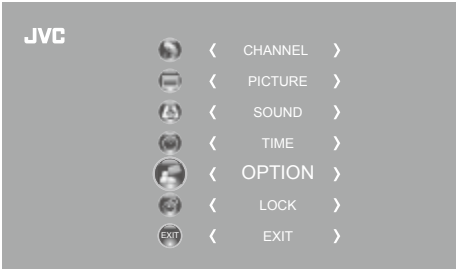 JVC
CHANNEL
PICTURE
SOUND
TIME
OPTION
LOCK
EXIT EXIT